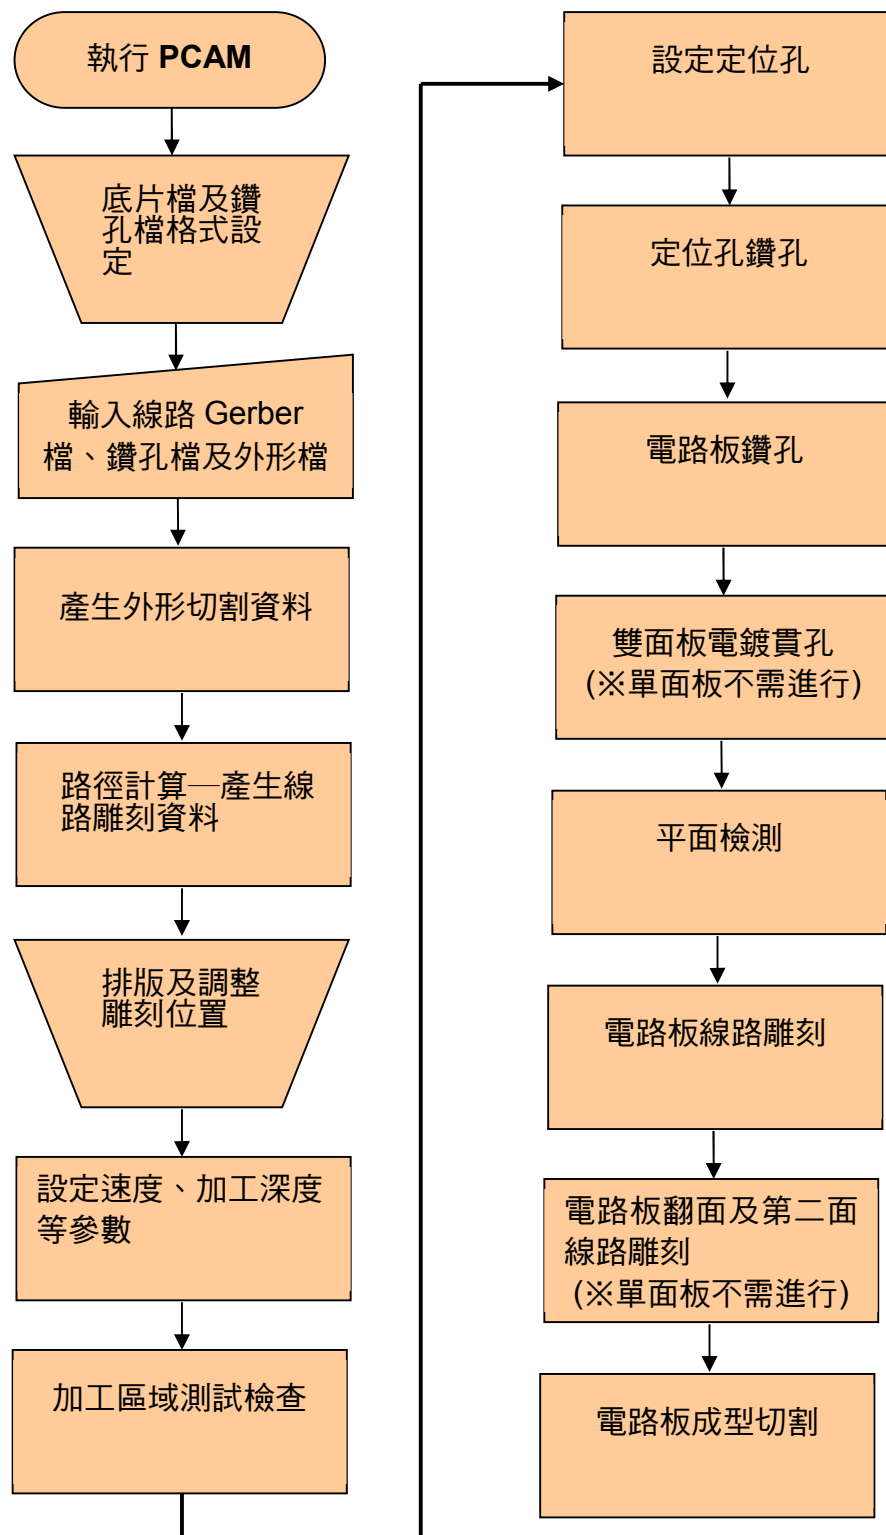 執行 PCAM
底片檔及鑽
孔檔格式設
定
輸入線路 Gerber
檔、鑽孔檔及外形檔
產生外形切割資料
路徑計算─產生線
路雕刻資料
排版及調整
雕刻位置
設定速度、加工深度
等參數
加工區域測試檢查
設定定位孔
定位孔鑽孔
電路板鑽孔
雙面板電鍍貫孔
(※單面板不需進行)
平面檢測
電路板線路雕刻
電路板翻面及第二面
線路雕刻
(※單面板不需進行)
電路板成型切割